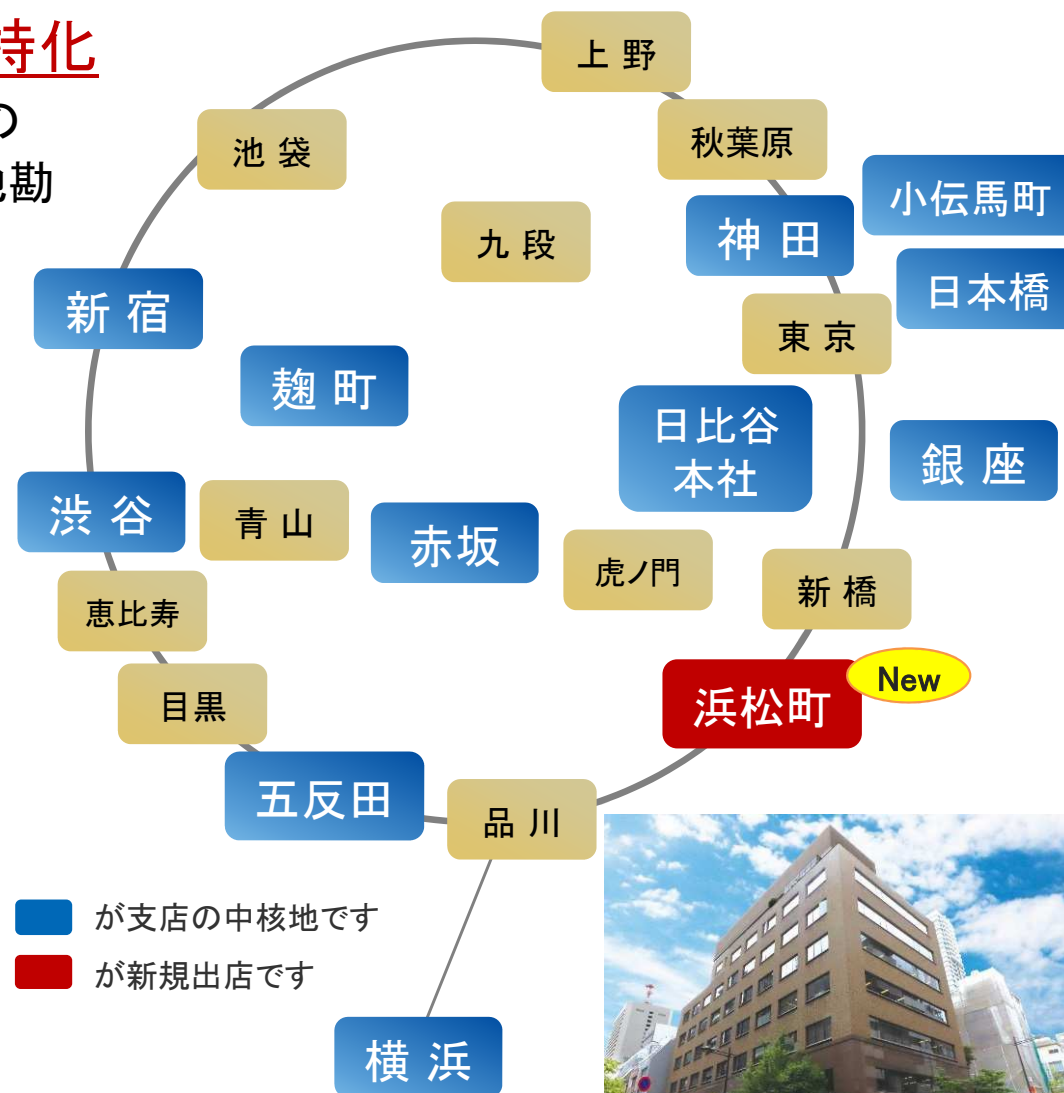 特化
の
地勘
上 野
池 袋
秋葉原
小伝馬町
神 田
九 段
日本橋
新 宿
東 京
麹 町
日比谷
本社
銀 座
渋 谷
青 山
赤坂
虎ノ門
新 橋
恵比寿
目黒
浜松町
New
五反田
品 川
が支店の中核地です
が新規出店です
横 浜